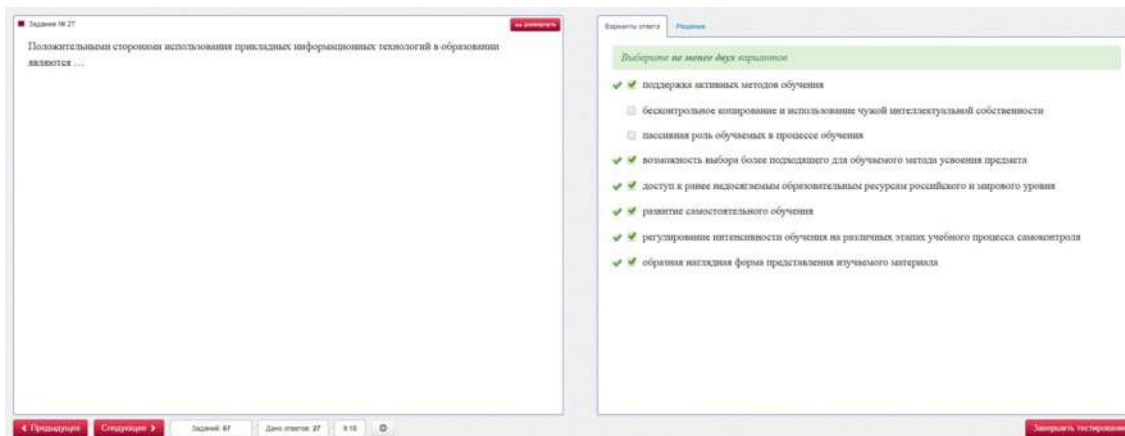 Задание № 27
развернуть
Положительными сторонами использования прикладных информационных технологий в образовании
являются …
Варианты ответа
Решение
Выберите не менее двух вариантов
поддержка активных методов обучения
бесконтрольное копирование и использование чужой интеллектуальной собственности
пассивная роль обучаемых в процессе обучения
возможность выбора более подходящего для обучаемого метода усвоения предмета
доступ к ранее недосягаемым образовательным ресурсам российского и мирового уровня
развитие самостоятельного обучения
регулирование интенсивности обучения на различных этапах учебного процесса самоконтроля
образная наглядная форма представления изучаемого материала
Предыдущее
Следующее
Заданий: 67
Дано ответов: 27
Завершить тестирование